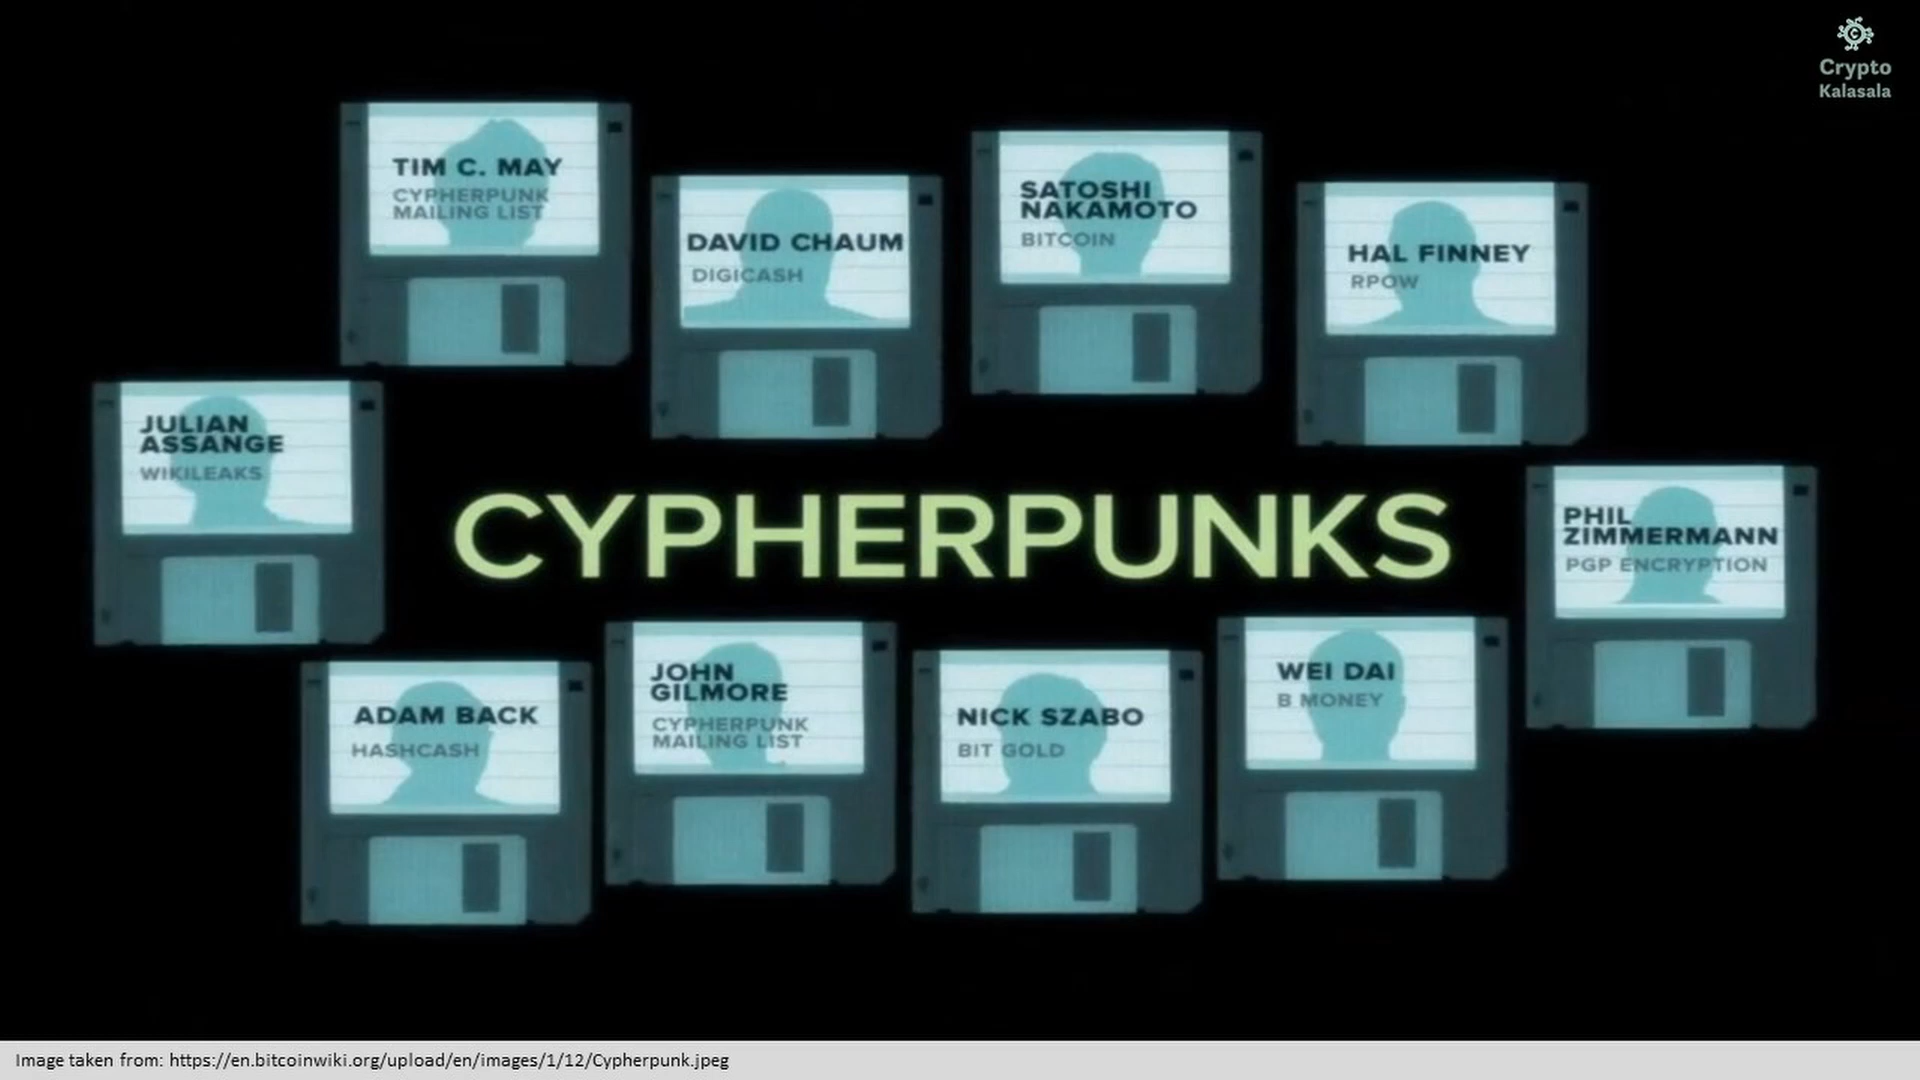 Crypto
Kalasala
TIM C. MAY
CYPHERPUNK
MAILING LIST
DAVID CHAUM
DIGICASH
SATOSHI
NAKAMOTO
BITCOIN
HAL FINNEY
RPOW
JULIAN
ASSANGE
WIKILEAKS
CYPHERPUNKS
PHIL
ZIMMERMANN
PGP ENCRYPTION
ADAM BACK
HASHCASH
JOHN
GILMORE
CYPHERPUNK
MAILING LIST
NICK SZABO
BIT GOLD
WEI DAI
B MONEY
Image taken from: https://en.bitcoinwiki.org/upload/en/images/1/12/Cypherpunk.jpeg